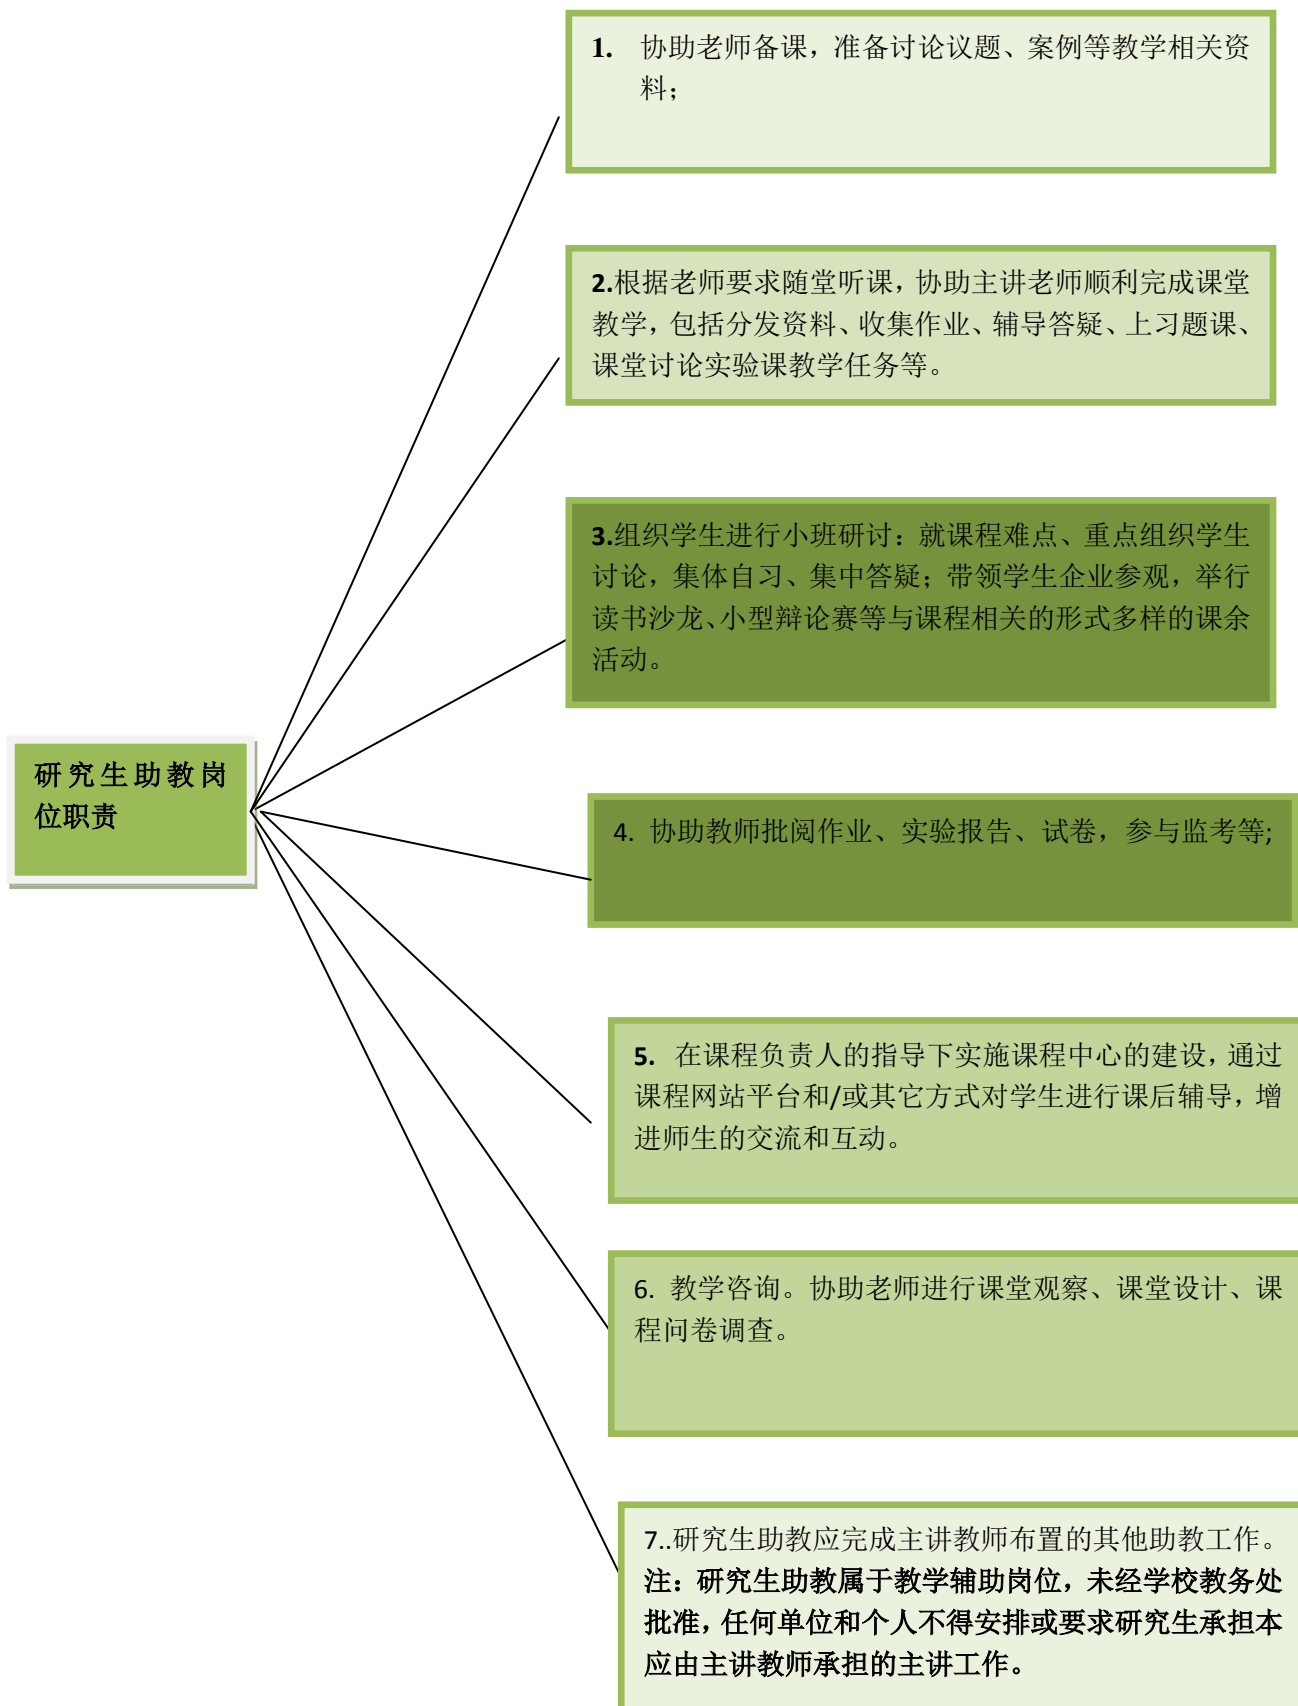 1. 协助老师备课，准备讨论议题、案例等教学相关资
料；
2.根据老师要求随堂听课，协助主讲老师顺利完成课堂
教学，包括分发资料、收集作业、辅导答疑、上习题课、
课堂讨论实验课教学任务等。
3.组织学生进行小班研讨：就课程难点、重点组织学生
讨论，集体自习、集中答疑；带领学生企业参观，举行
读书沙龙、小型辩论赛等与课程相关的形式多样的课余
活动。
研究生助教岗
位职责
4. 协助教师批阅作业、实验报告、试卷，参与监考等;
5. 在课程负责人的指导下实施课程中心的建设，通过
课程网站平台和/或其它方式对学生进行课后辅导，增
进师生的交流和互动。
6. 教学咨询。协助老师进行课堂观察、课堂设计、课
程问卷调查。
7..研究生助教应完成主讲教师布置的其他助教工作。
注：研究生助教属于教学辅助岗位，未经学校教务处
批准，任何单位和个人不得安排或要求研究生承担本
应由主讲教师承担的主讲工作。